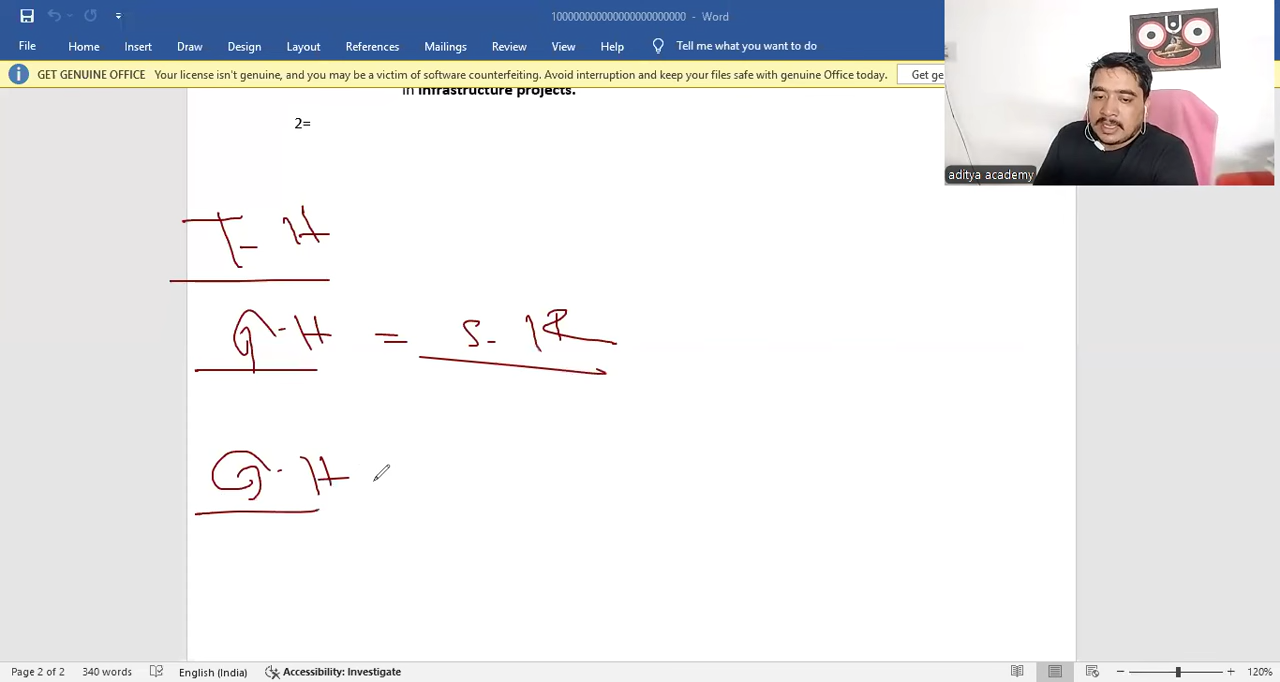 10000000000000000000000 - Word
File Home Insert Draw Design Layout References Mailings Review View Help Tell me what you want to do
GET GENUINE OFFICE Your license isn't genuine, and you may be a victim of software counterfeiting. Avoid interruption and keep your files safe with genuine Office today. Get ge
in infrastructure projects.
2=
aditya academy
T- H
G-H = S- R
G- H
Page 2 of 2 340 words English (India) Accessibility: Investigate 120%